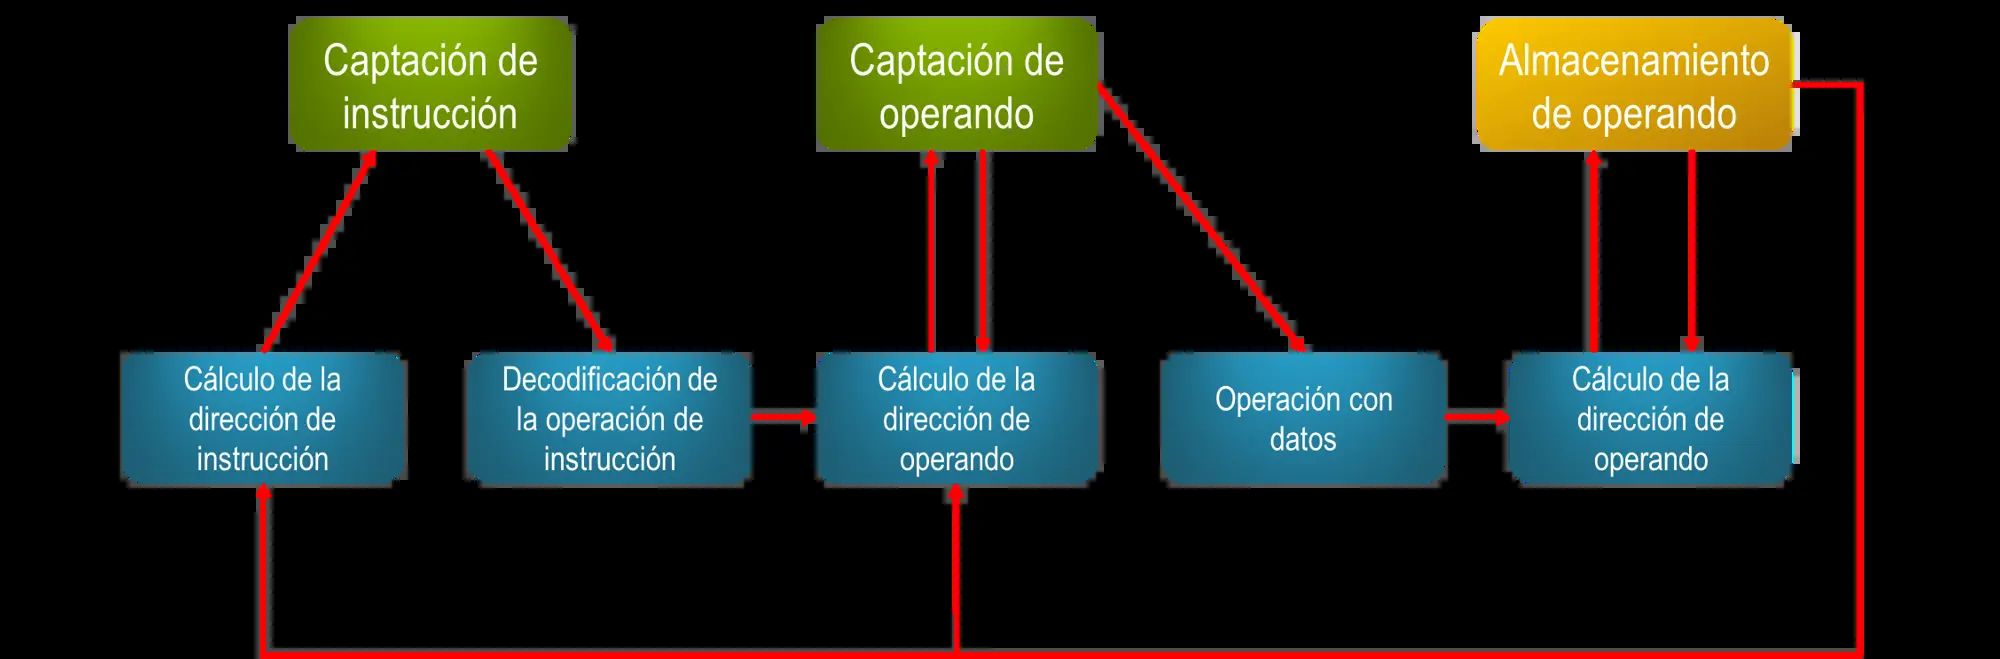 Captación de
instrucción
Captación de
operando
Almacenamiento
de operando
Cálculo de la
dirección de
instrucción
Decodificación de
la operación de
instrucción
Cálculo de la
dirección de
operando
Operación con
datos
Cálculo de la
dirección de
operando